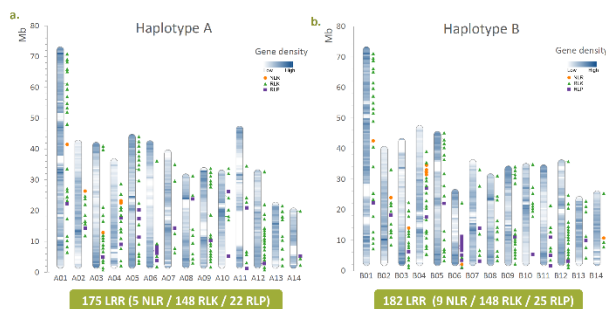 a.
Haplotype A
Mb
80
70
60
50
40
30
20
10
0
Gene density
Low High
NLR
RLK
RLP
A01 A02 A03 A04 A05 A06 A07 A08 A09 A10 A11 A12 A13 A14
175 LRR (5 NLR / 148 RLK / 22 RLP)
b.
Haplotype B
Mb
80
70
60
50
40
30
20
10
0
Gene density
Low High
NLR
RLK
RLP
B01 B02 B03 B04 B05 B06 B07 B08 B09 B10 B11 B12 B13 B14
182 LRR (9 NLR / 148 RLK / 25 RLP)